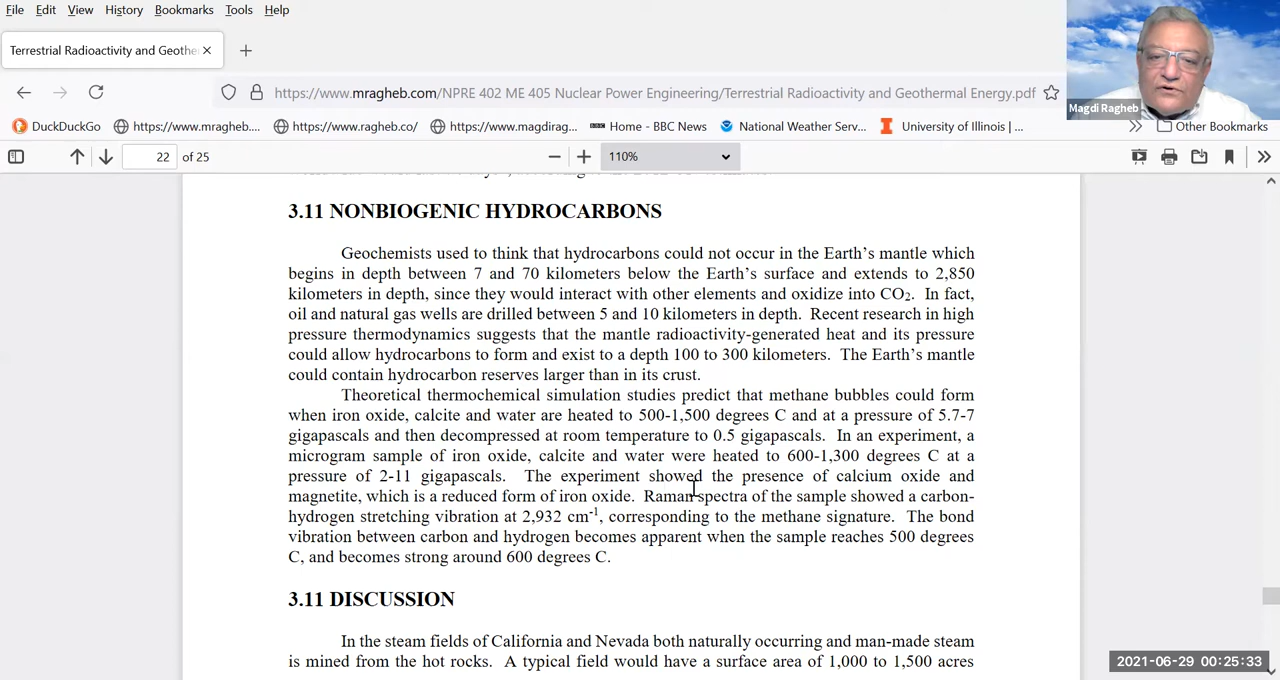 File Edit View History Bookmarks Tools Help
Terrestrial Radioactivity and Geothe
https://www.mragheb.com/NPRE 402 ME 405 Nuclear Power Engineering/Terrestrial Radioactivity and Geothermal Energy.pdf
Magdi Ragheb
DuckDuckGo https://www.mragheb.... https://www.ragheb.co/ https://www.magdirag... BBC Home - BBC News National Weather Serv... University of Illinois | ... Other Bookmarks
22 of 25 110%
3.11 NONBIOGENIC HYDROCARBONS
Geochemists used to think that hydrocarbons could not occur in the Earth's mantle which
begins in depth between 7 and 70 kilometers below the Earth's surface and extends to 2,850
kilometers in depth, since they would interact with other elements and oxidize into CO2. In fact,
oil and natural gas wells are drilled between 5 and 10 kilometers in depth. Recent research in high
pressure thermodynamics suggests that the mantle radioactivity-generated heat and its pressure
could allow hydrocarbons to form and exist to a depth 100 to 300 kilometers. The Earth's mantle
could contain hydrocarbon reserves larger than in its crust.
Theoretical thermochemical simulation studies predict that methane bubbles could form
when iron oxide, calcite and water are heated to 500-1,500 degrees C and at a pressure of 5.7-7
gigapascals and then decompressed at room temperature to 0.5 gigapascals. In an experiment, a
microgram sample of iron oxide, calcite and water were heated to 600-1,300 degrees C at a
pressure of 2-11 gigapascals. The experiment showed the presence of calcium oxide and
magnetite, which is a reduced form of iron oxide. Raman spectra of the sample showed a carbon-
hydrogen stretching vibration at 2,932 cm-1, corresponding to the methane signature. The bond
vibration between carbon and hydrogen becomes apparent when the sample reaches 500 degrees
C, and becomes strong around 600 degrees C.
3.11 DISCUSSION
In the steam fields of California and Nevada both naturally occurring and man-made steam
is mined from the hot rocks. A typical field would have a surface area of 1,000 to 1,500 acres
2021-06-29 00:25:33